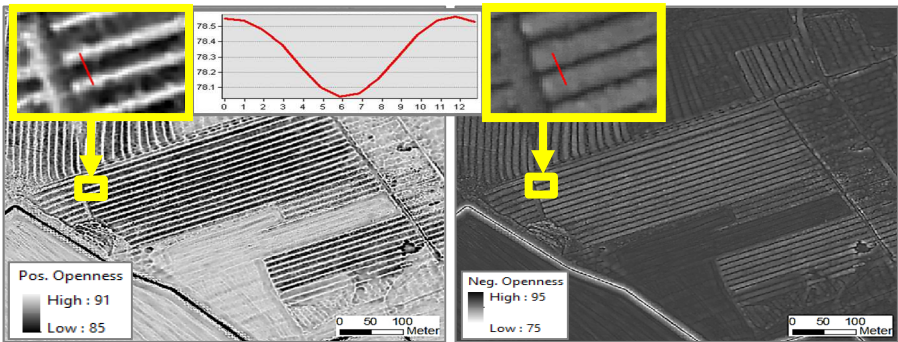 78.5
78.4
78.3
78.2
78.1
0 1 2 3 4 5 6 7 8 9 10 11 12
Pos. Openness
High : 91
Low : 85
0 50 100
Meter
Neg. Openness
High : 95
Low : 75
0 50 100
Meter